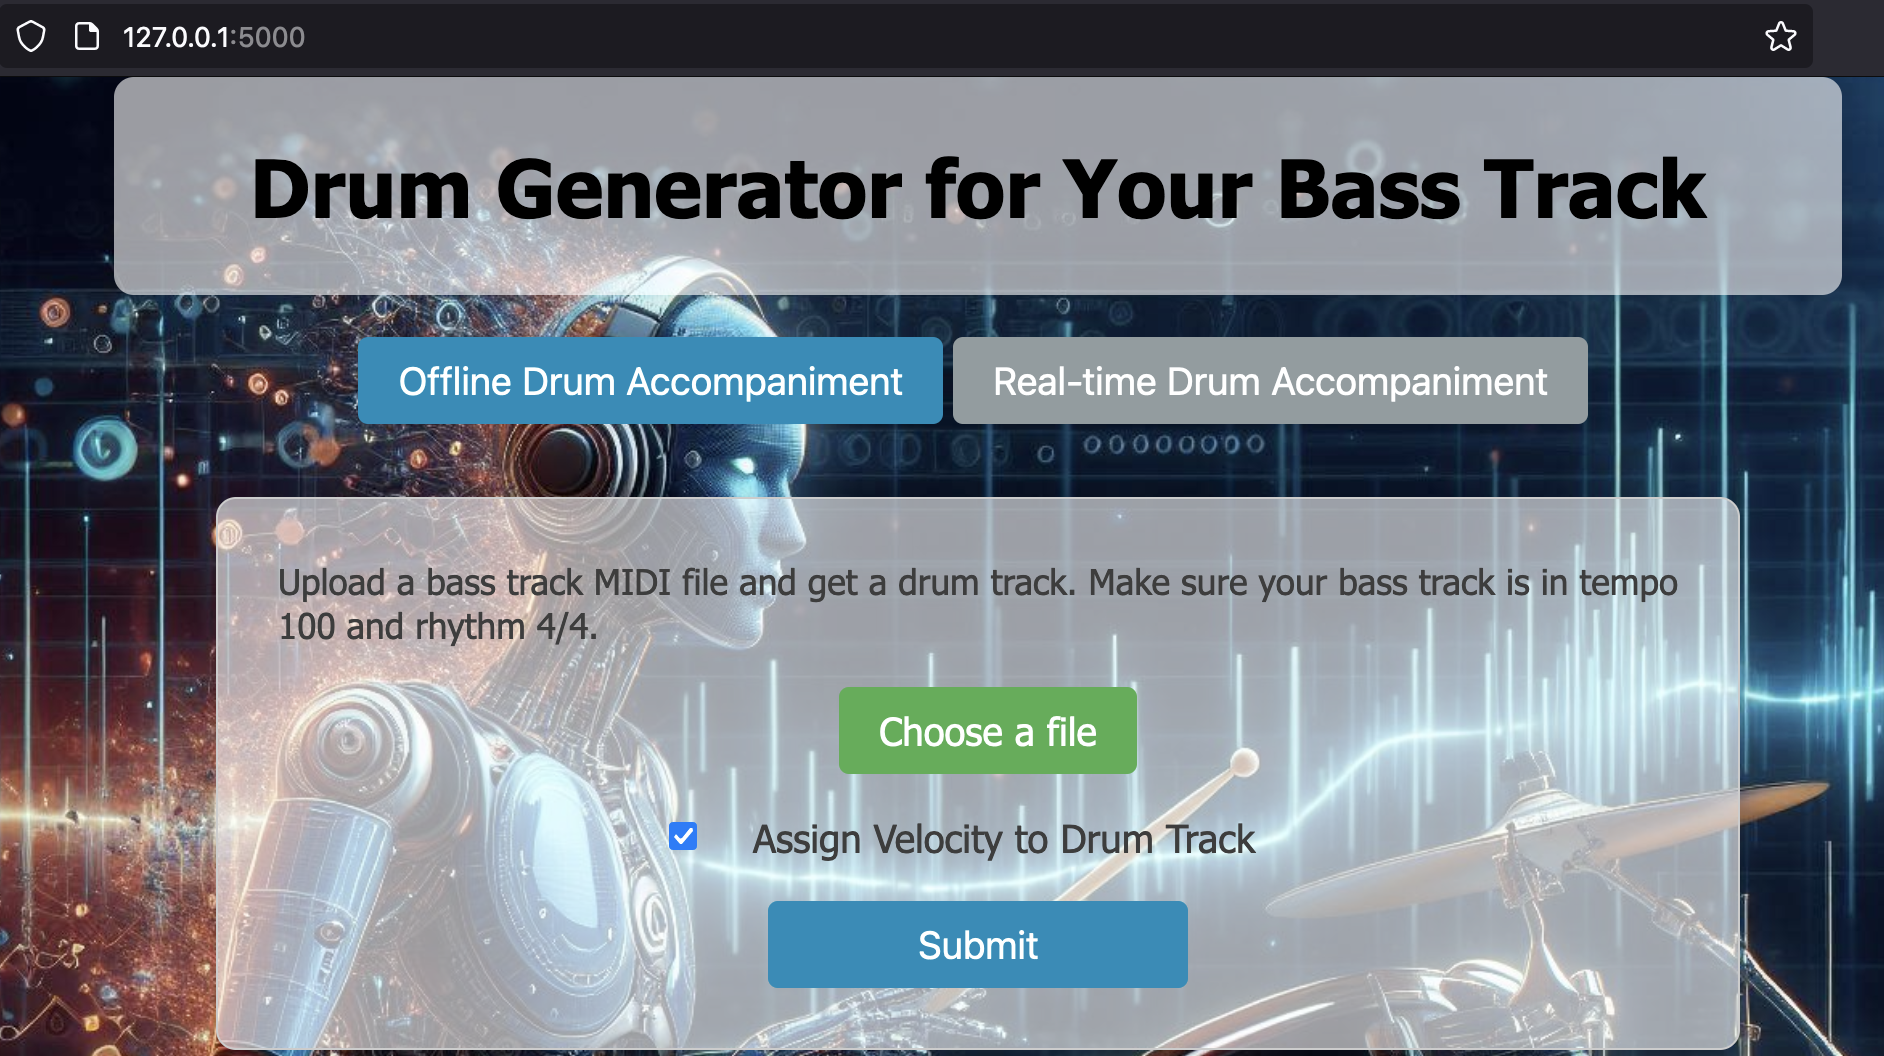 127.0.0.1:5000
Drum Generator for Your Bass Track
Offline Drum Accompaniment
Real-time Drum Accompaniment
Upload a bass track MIDI file and get a drum track. Make sure your bass track is in tempo
100 and rhythm 4/4.
Choose a file
Assign Velocity to Drum Track
Submit